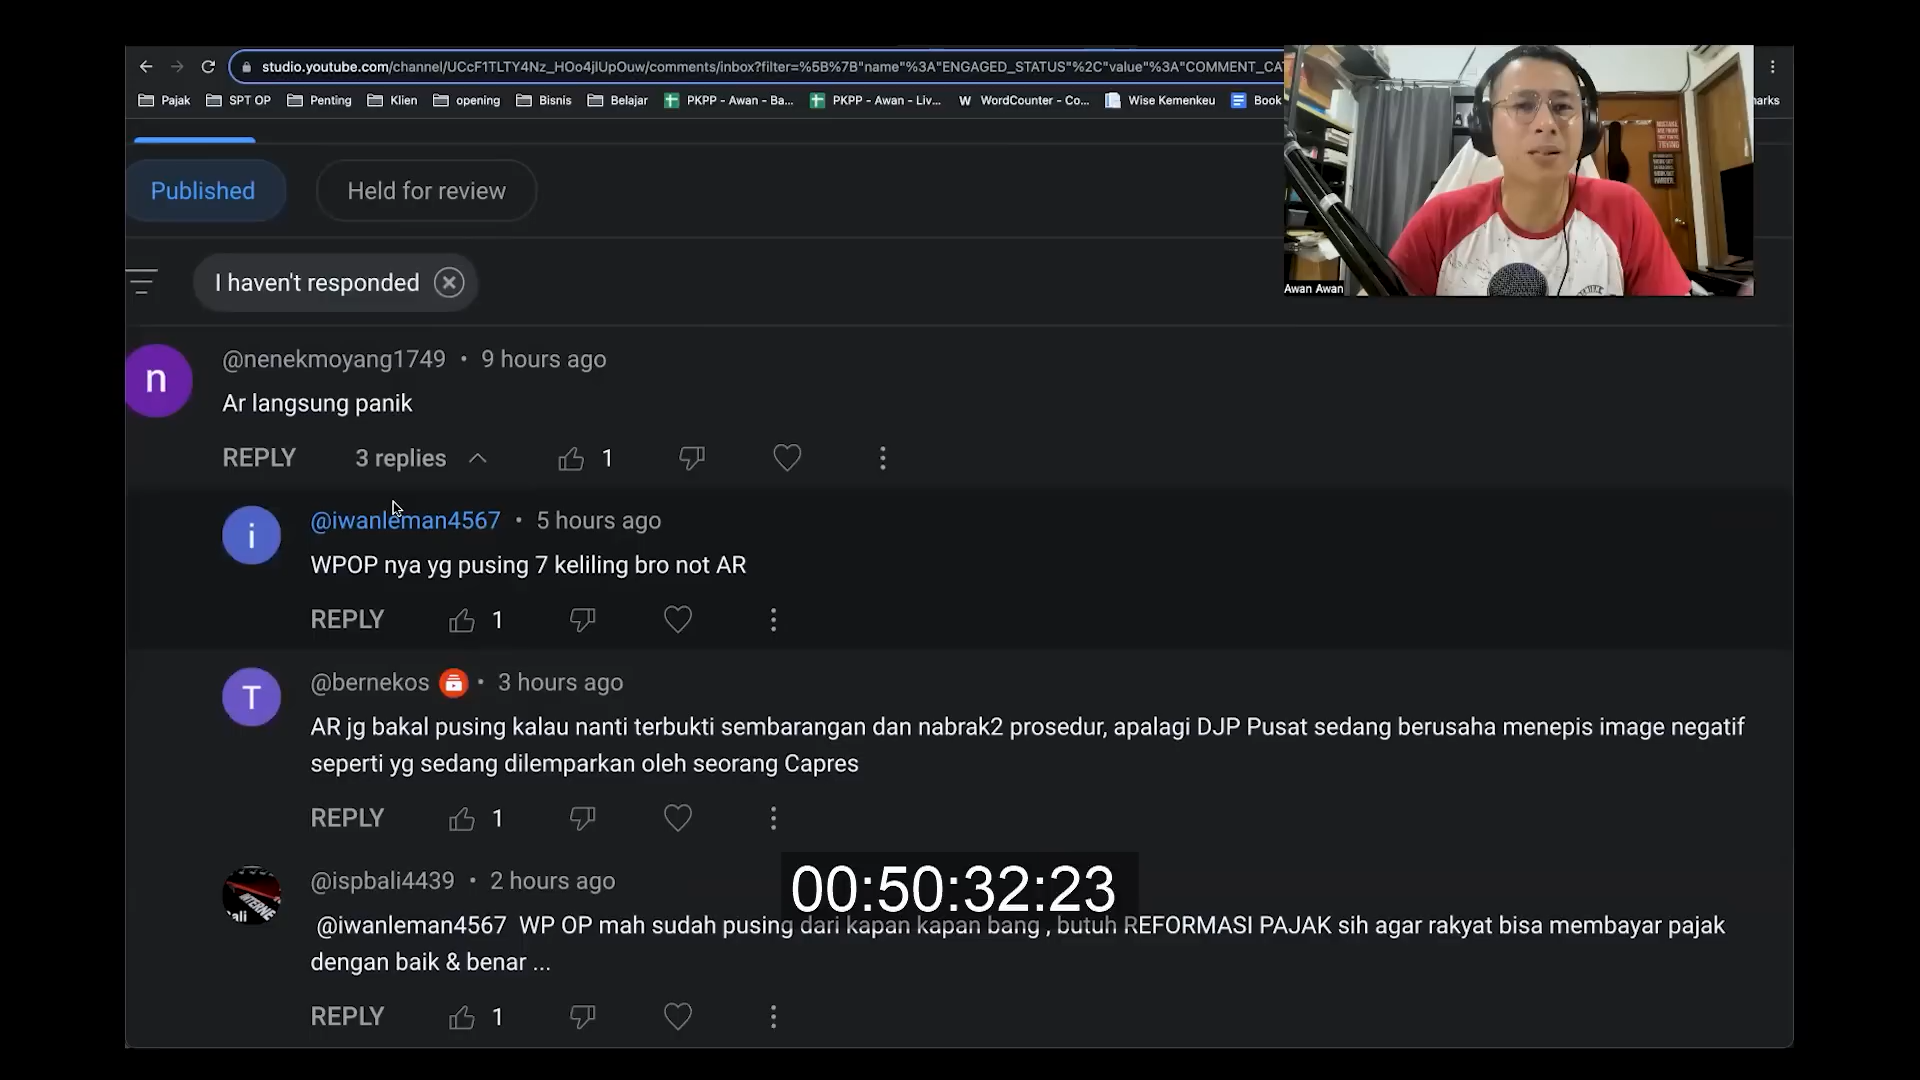 studio.youtube.com/channel/UCcF1TLTY4Nz_HOo4jlUpOuw/comments/inbox?filter=%5B%7B"name"%3A"ENGAGED_STATUS"%2C"value"%3A"COMMENT_CA
Pajak SPT OP Penting Klien opening Bisnis Belajar PKPP - Awan - Ba... PKPP - Awan - Liv... W WordCounter - Co... Wise Kemenkeu Book arks
Published Held for review
Awan Awan
I haven't responded
n
@nenekmoyang1749 • 9 hours ago
Ar langsung panik
REPLY 3 replies 1
i
@iwanleman4567 • 5 hours ago
WPOP nya yg pusing 7 keliling bro not AR
REPLY 1
T
@bernekos • 3 hours ago
AR jg bakal pusing kalau nanti terbukti sembarangan dan nabrak2 prosedur, apalagi DJP Pusat sedang berusaha menepis image negatif
seperti yg sedang dilemparkan oleh seorang Capres
REPLY 1
@ispbali4439 • 2 hours ago
00:50:32:23
@iwanleman4567 WP OP mah sudah pusing dari kapan kapan bang , butuh REFORMASI PAJAK sih agar rakyat bisa membayar pajak
dengan baik & benar ...
REPLY 1